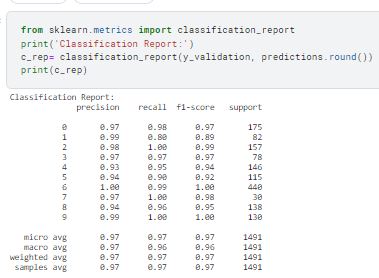 from sklearn.metrics import classification_report
print('Classification Report:')
c_rep= classification_report(y_validation, predictions.round())
print(c_rep)
Classification Report:
precision recall f1-score support
0 0.97 0.98 0.97 175
1 0.99 0.80 0.89 82
2 0.98 1.00 0.99 157
3 0.97 0.97 0.97 78
4 0.93 0.95 0.94 146
5 0.94 0.90 0.92 115
6 1.00 0.99 1.00 440
7 0.97 1.00 0.98 30
8 0.94 0.96 0.95 138
9 0.99 1.00 1.00 130
micro avg 0.97 0.97 0.97 1491
macro avg 0.97 0.96 0.96 1491
weighted avg 0.97 0.97 0.97 1491
samples avg 0.97 0.97 0.97 1491